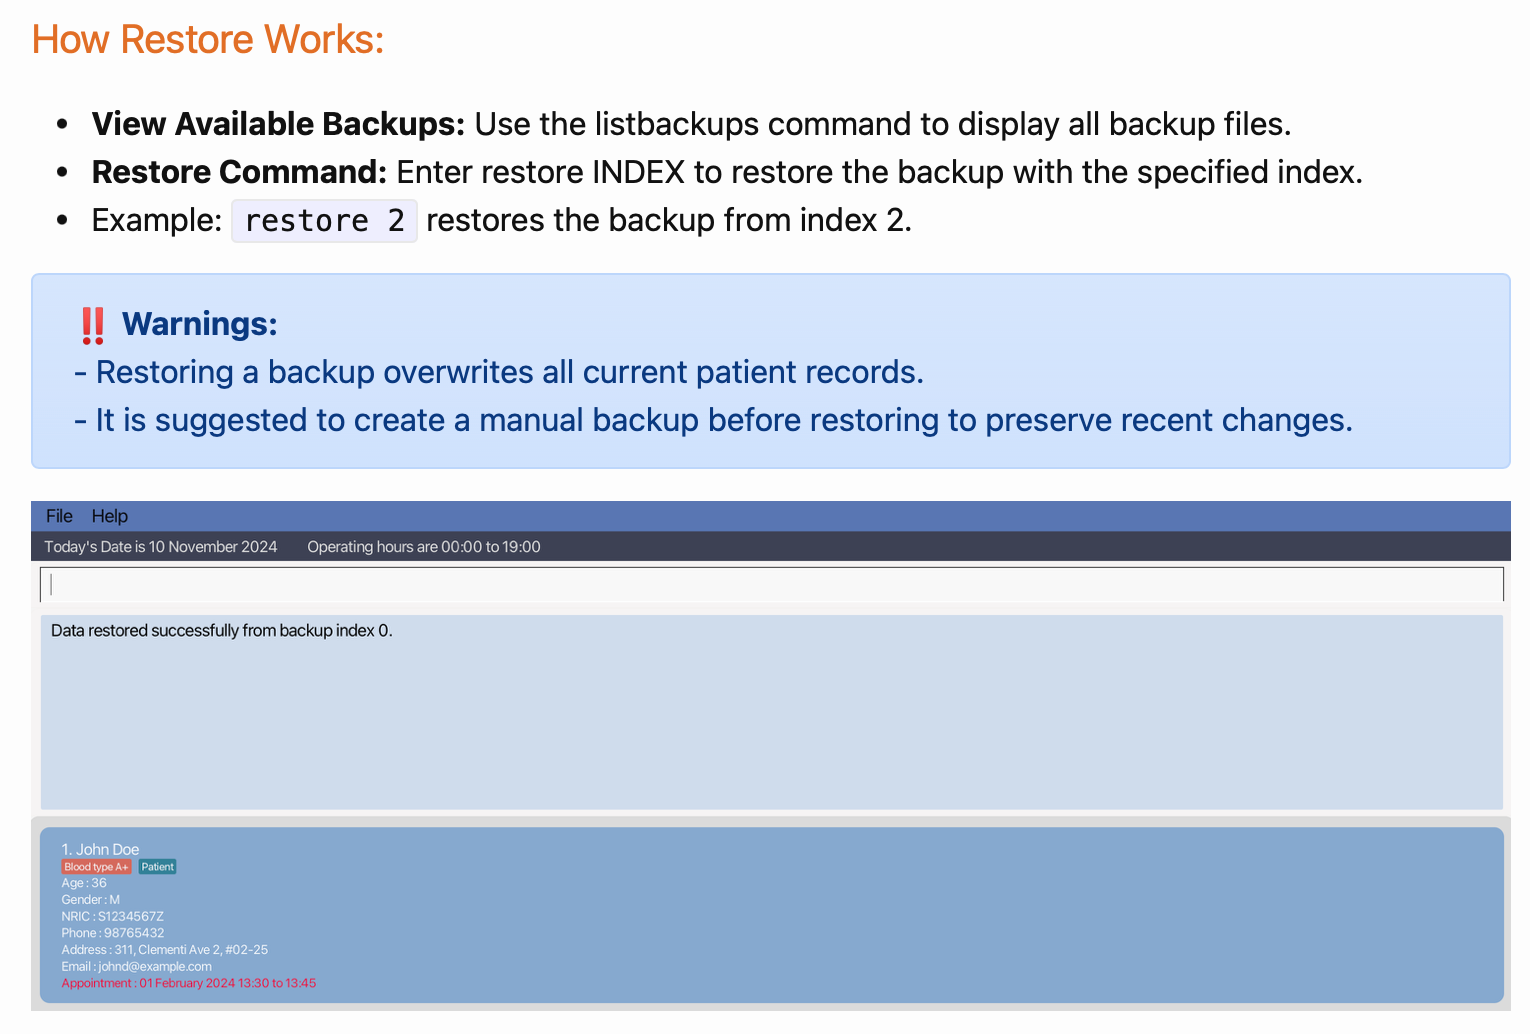 How Restore Works:
• View Available Backups: Use the listbackups command to display all backup files.
• Restore Command: Enter restore INDEX to restore the backup with the specified index.
• Example: restore 2 restores the backup from index 2.
‼️ Warnings:
- Restoring a backup overwrites all current patient records.
- It is suggested to create a manual backup before restoring to preserve recent changes.
File Help
Today's Date is 10 November 2024 Operating hours are 00:00 to 19:00
Data restored successfully from backup index 0.
1. John Doe
Blood type A+ Patient
Age : 36
Gender : M
NRIC : S1234567Z
Phone : 98765432
Address : 311, Clementi Ave 2, #02-25
Email : johnd@example.com
Appointment : 01 February 2024 13:30 to 13:45